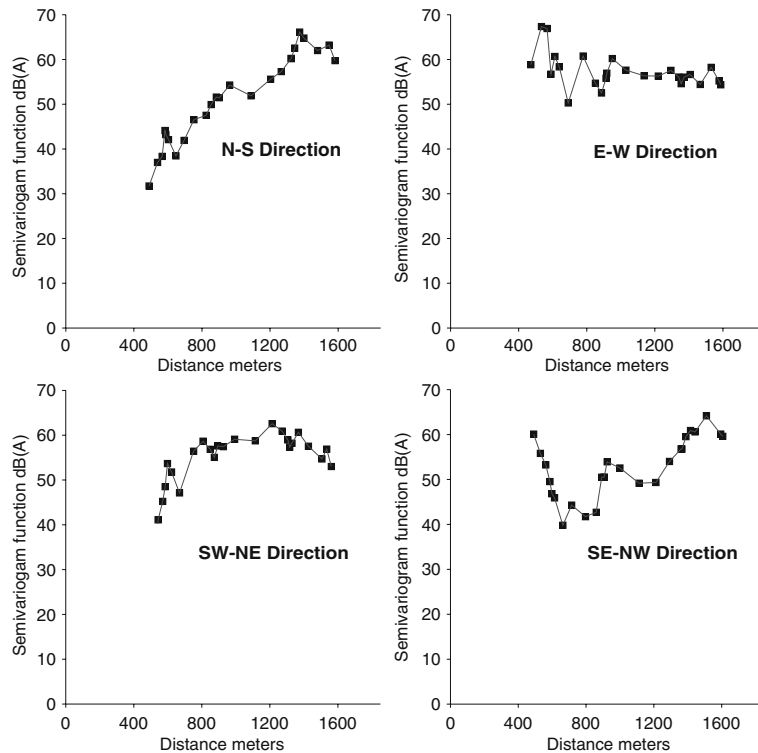 Semivariogam function dB(A)
70
60
50
40
30
20
10
0
N-S Direction
0 400 800 1200 1600
Distance meters
Semivariogram function dB(A)
70
60
50
40
30
20
10
0
E-W Direction
0 400 800 1200 1600
Distance meters
Semivariogam function dB(A)
70
60
50
40
30
20
10
0
SW-NE Direction
0 400 800 1200 1600
Distance meters
Semivariogram function dB(A)
70
60
50
40
30
20
10
0
SE-NW Direction
0 400 800 1200 1600
Distance meters